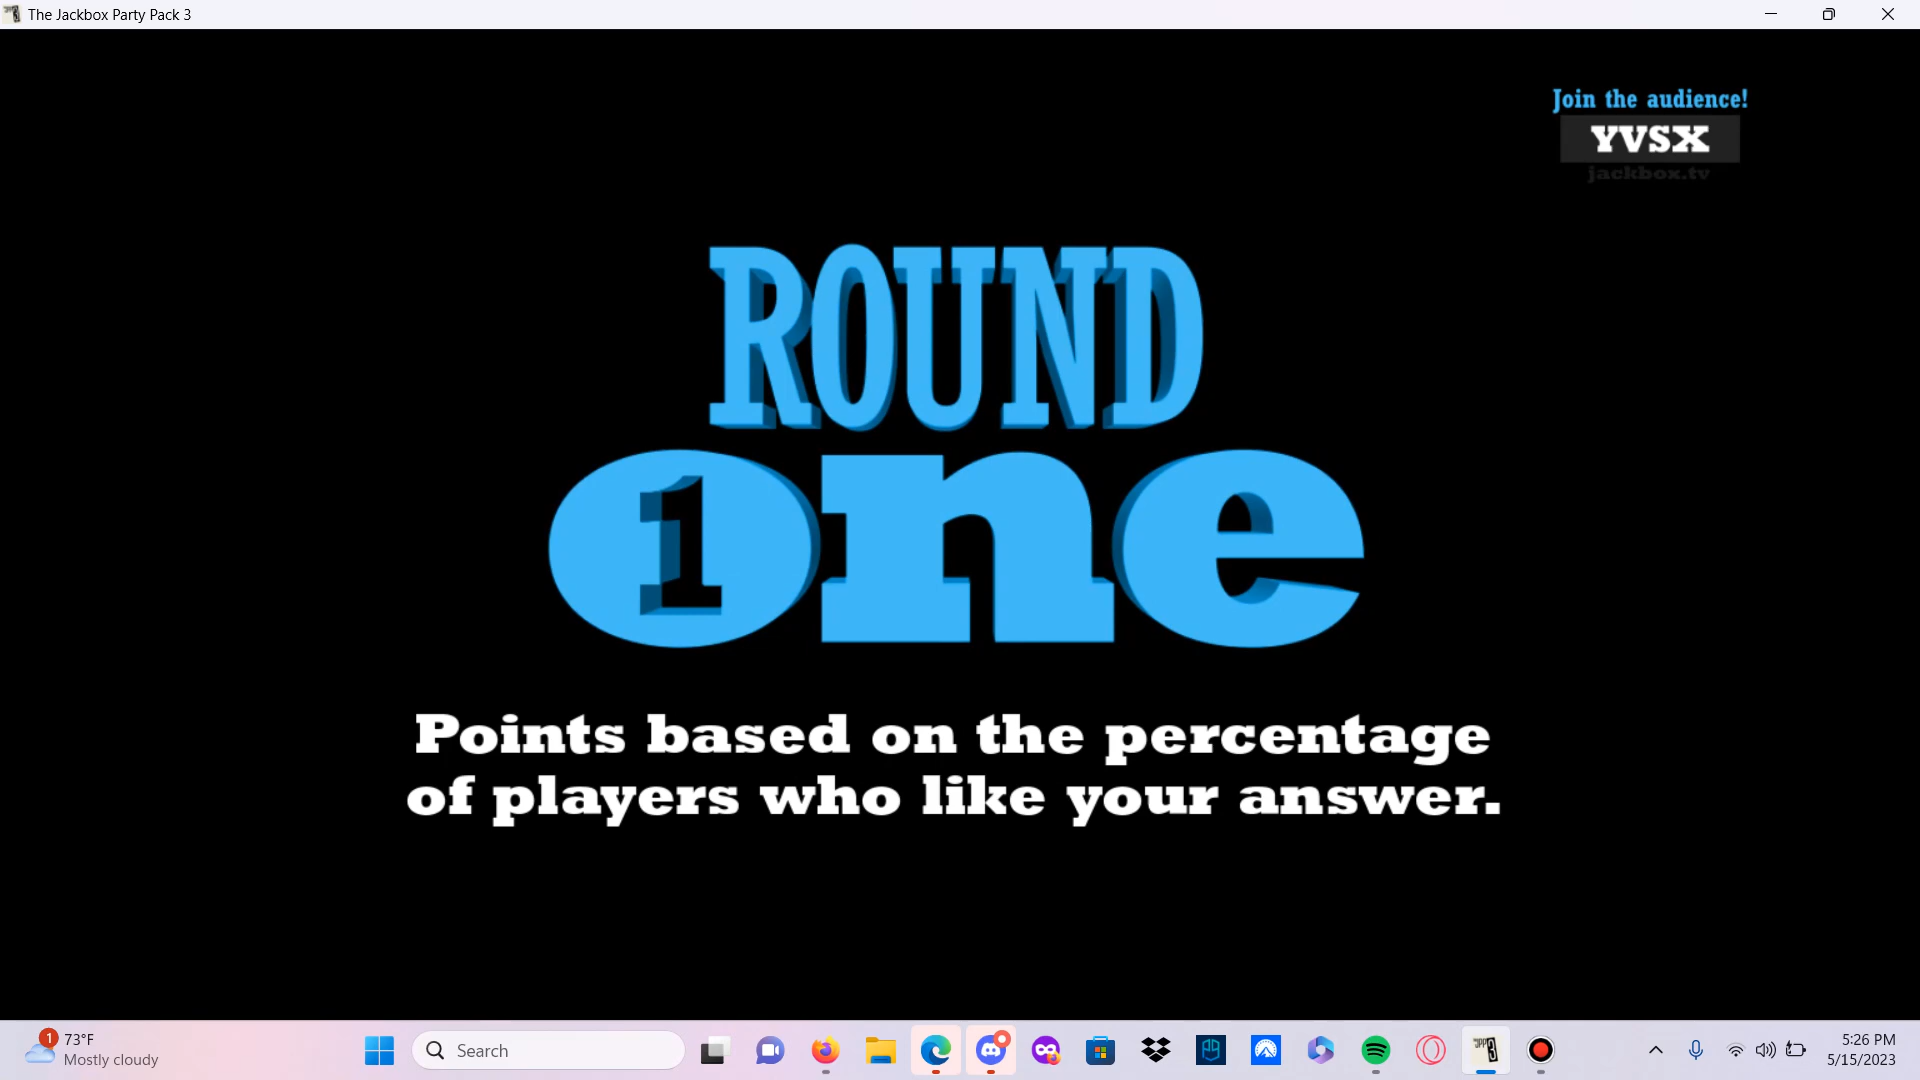 The Jackbox Party Pack 3
Join the audience!
YVSX
jackbox.tv
ROUND
one
1
Points based on the percentage
of players who like your answer.
1
73°F
Mostly cloudy
Search
5:26 PM
5/15/2023